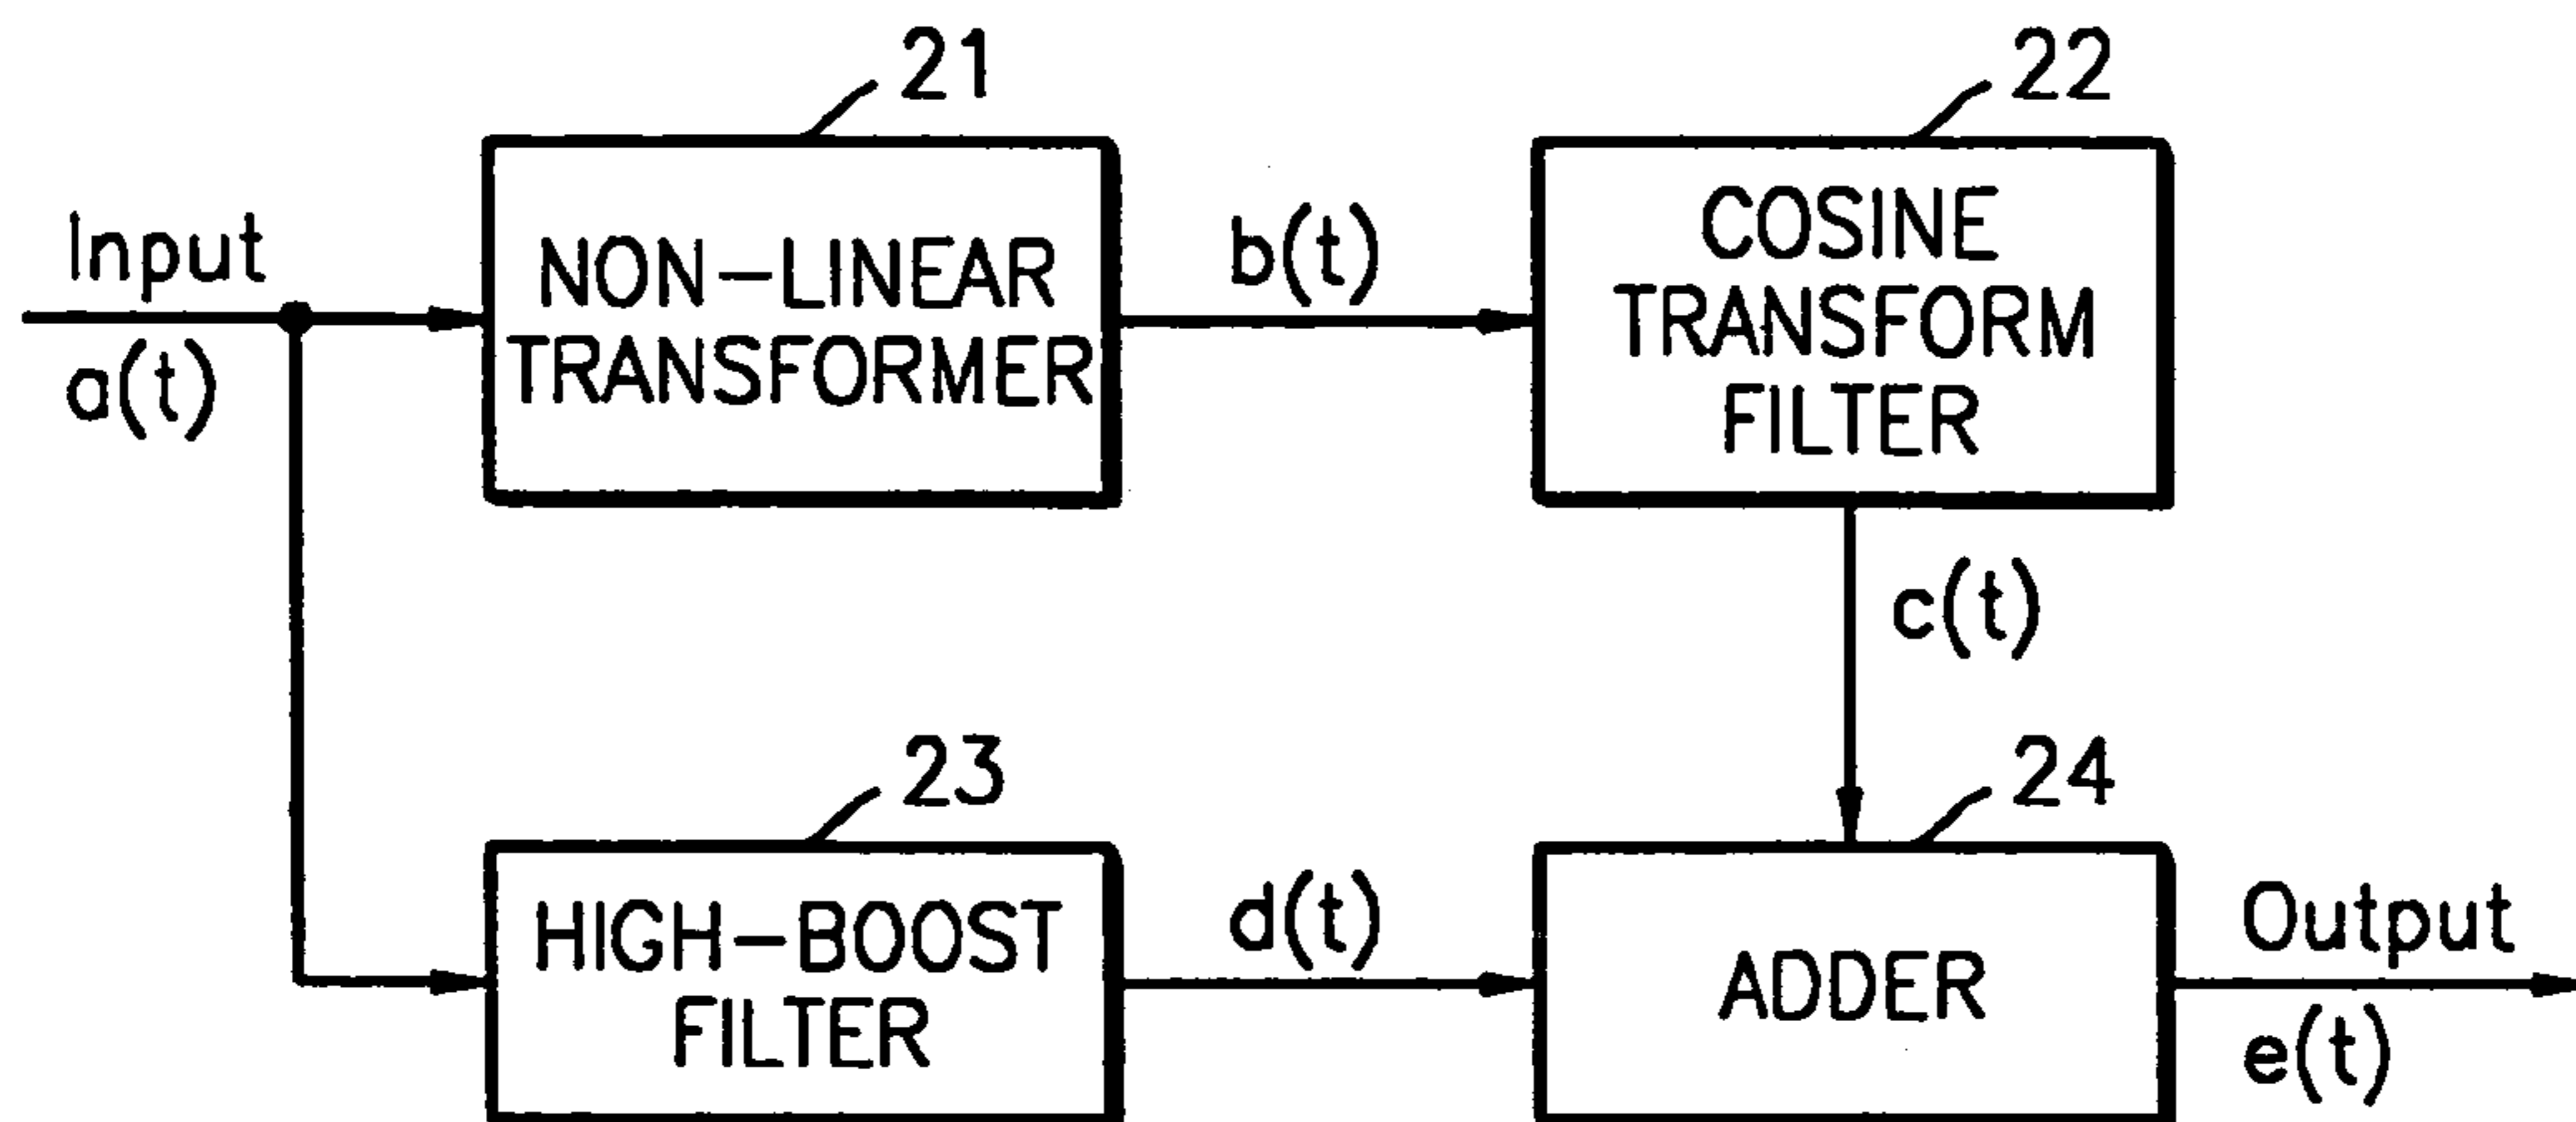 21
22
Input
a(t)
NON-LINEAR
TRANSFORMER
b(t)
COSINE
TRANSFORM
FILTER
c(t)
23
24
HIGH-BOOST
FILTER
d(t)
ADDER
Output
e(t)